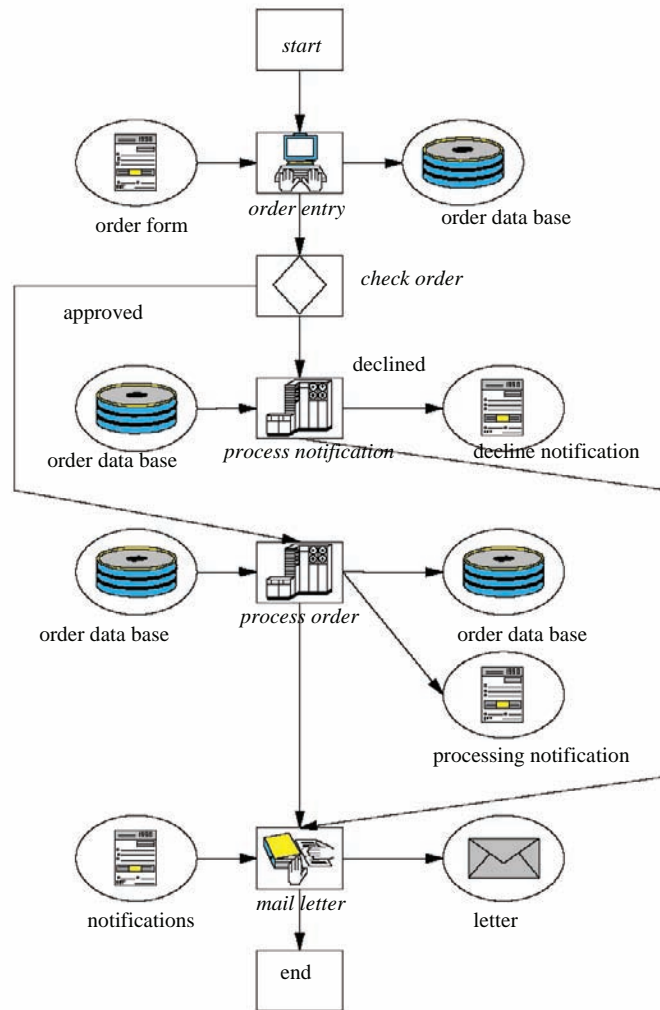 start
order form
order entry
order data base
check order
approved
declined
order data base
process notification
decline notification
order data base
process order
order data base
processing notification
notifications
mail letter
letter
end